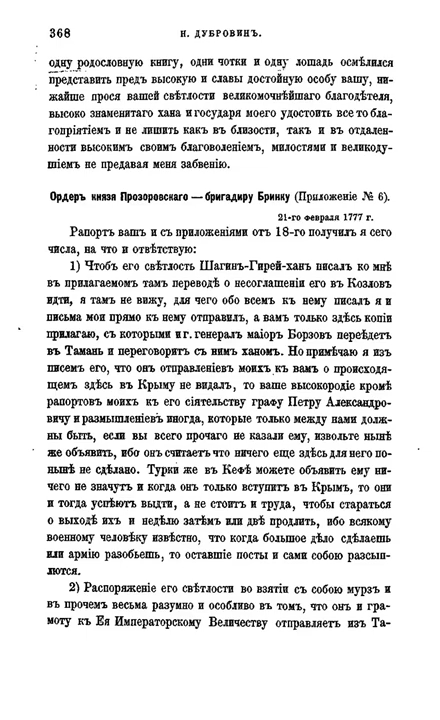 368 Н. ДУБРОВИНЪ.
одну родословную книгу, одни чотки и одну лошадь осмѣлился
представить предъ высокую и славы достойную особу вашу, ни-
жайше прося вашей свѣтлости великомочнѣйшаго благодѣтеля,
высоко знаменитаго хана и государя моего удостоить все то бла-
гопріятіемъ и не лишить какъ въ близости, такъ и въ отдален-
ности высокимъ своимъ благоволеніемъ, милостями и великоду-
шіемъ не предавая меня забвенію.
Ордеръ князя Прозоровскаго — бригадиру Бринку (Приложеніе № 6).
21-го февраля 1777 г.
Рапортъ вашъ и съ приложеніями отъ 18-го получилъ я сего
числа, на что и отвѣтствую:
1) Чтобъ его свѣтлость Шагинъ-Гирей-ханъ писалъ ко мнѣ
въ прилагаемомъ тамъ переводѣ о несоглашеніи его въ Козловъ
идти, я тамъ не вижу, для чего обо всемъ къ нему писалъ я и
письма мои прямо къ нему отправилъ, а вамъ только здѣсь копіи
прилагаю, съ которыми и г. генералъ маіоръ Борзовъ переѣдетъ
въ Тамань и переговоритъ съ нимъ ханомъ. Но примѣчаю я изъ
писемъ его, что онъ отправленіевъ моихъ къ вамъ о происходя-
щемъ здѣсь въ Крыму не видалъ, то ваше высокородіе кромѣ
рапортовъ моихъ къ его сіятельству графу Петру Александро-
вичу и размышленіевъ иногда, которые только между нами долж-
ны быть, если вы всего прочаго не казали ему, извольте нынѣ
же объявить, ибо онъ считаетъ что ничего еще здѣсь для него по-
нынѣ не сдѣлано. Турки же въ Кефѣ можете объявить ему ни-
чего не значутъ и когда онъ только вступитъ въ Крымъ, то они
и тогда успѣютъ выдти, а не стоитъ и труда, чтобы стараться
о выходѣ ихъ и недѣлю затѣмъ или двѣ продлить, ибо всякому
военному человѣку извѣстно, что когда большое дѣло сдѣлаешь
или армію разобьешь, то оставшіе посты и сами собою разсып-
лются.
2) Распоряженіе его свѣтлости во взятіи съ собою мурзъ и
въ прочемъ весьма разумно и особливо въ томъ, что онъ и гра-
моту къ Ея Императорскому Величеству отправляетъ изъ Та-